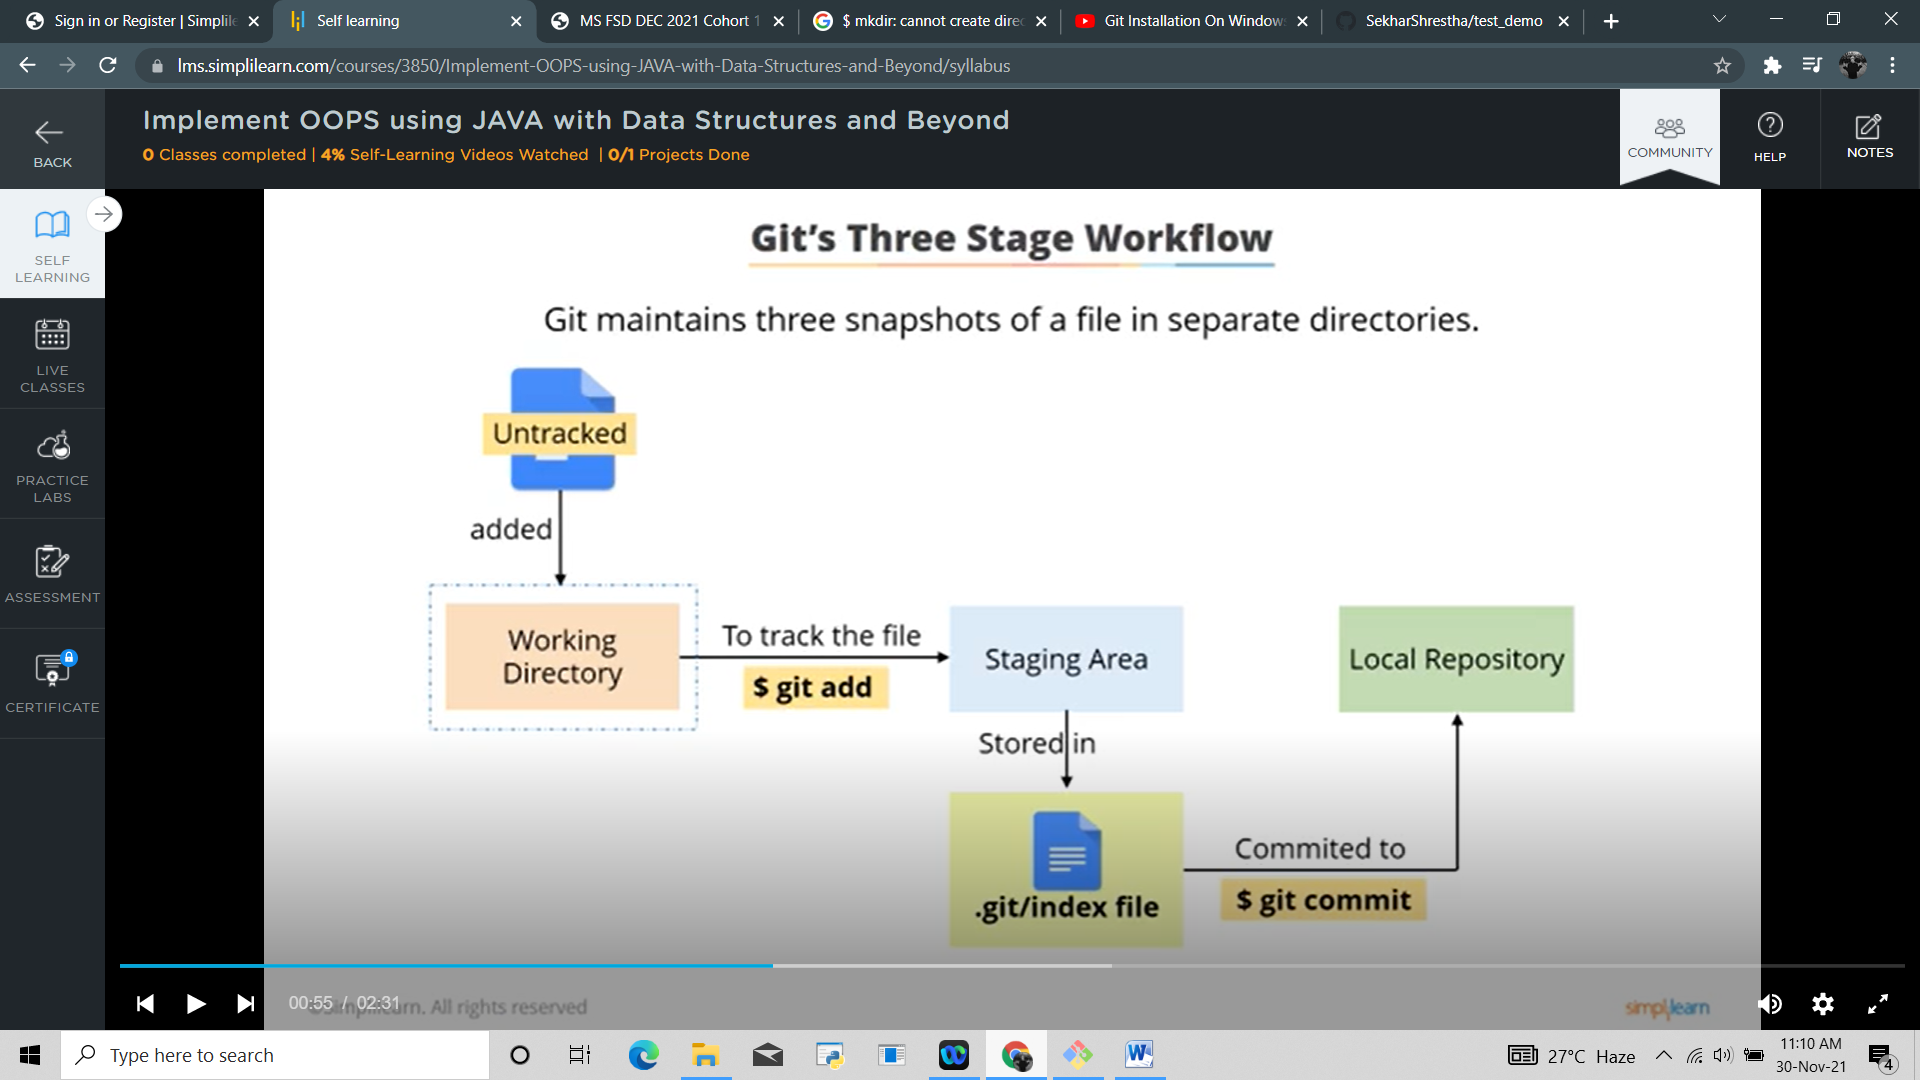 Sign in or Register | Simplile
Self learning
MS FSD DEC 2021 Cohort 1
$ mkdir: cannot create direc
Git Installation On Window
SekharShrestha/test_demo
lms.simplilearn.com/courses/3850/Implement-OOPS-using-JAVA-with-Data-Structures-and-Beyond/syllabus
BACK
Implement OOPS using JAVA with Data Structures and Beyond
0 Classes completed | 4% Self-Learning Videos Watched | 0/1 Projects Done
COMMUNITY
HELP
NOTES
SELF
LEARNING
LIVE
CLASSES
PRACTICE
LABS
ASSESSMENT
CERTIFICATE
Git's Three Stage Workflow
Git maintains three snapshots of a file in separate directories.
Untracked
added
Working
Directory
To track the file
$ git add
Staging Area
Local Repository
Stored in
.git/index file
Commited to
$ git commit
00:55 / 02:31
©Simplilearn. All rights reserved
simplilearn
Type here to search
27°C Haze
11:10 AM
30-Nov-21
4